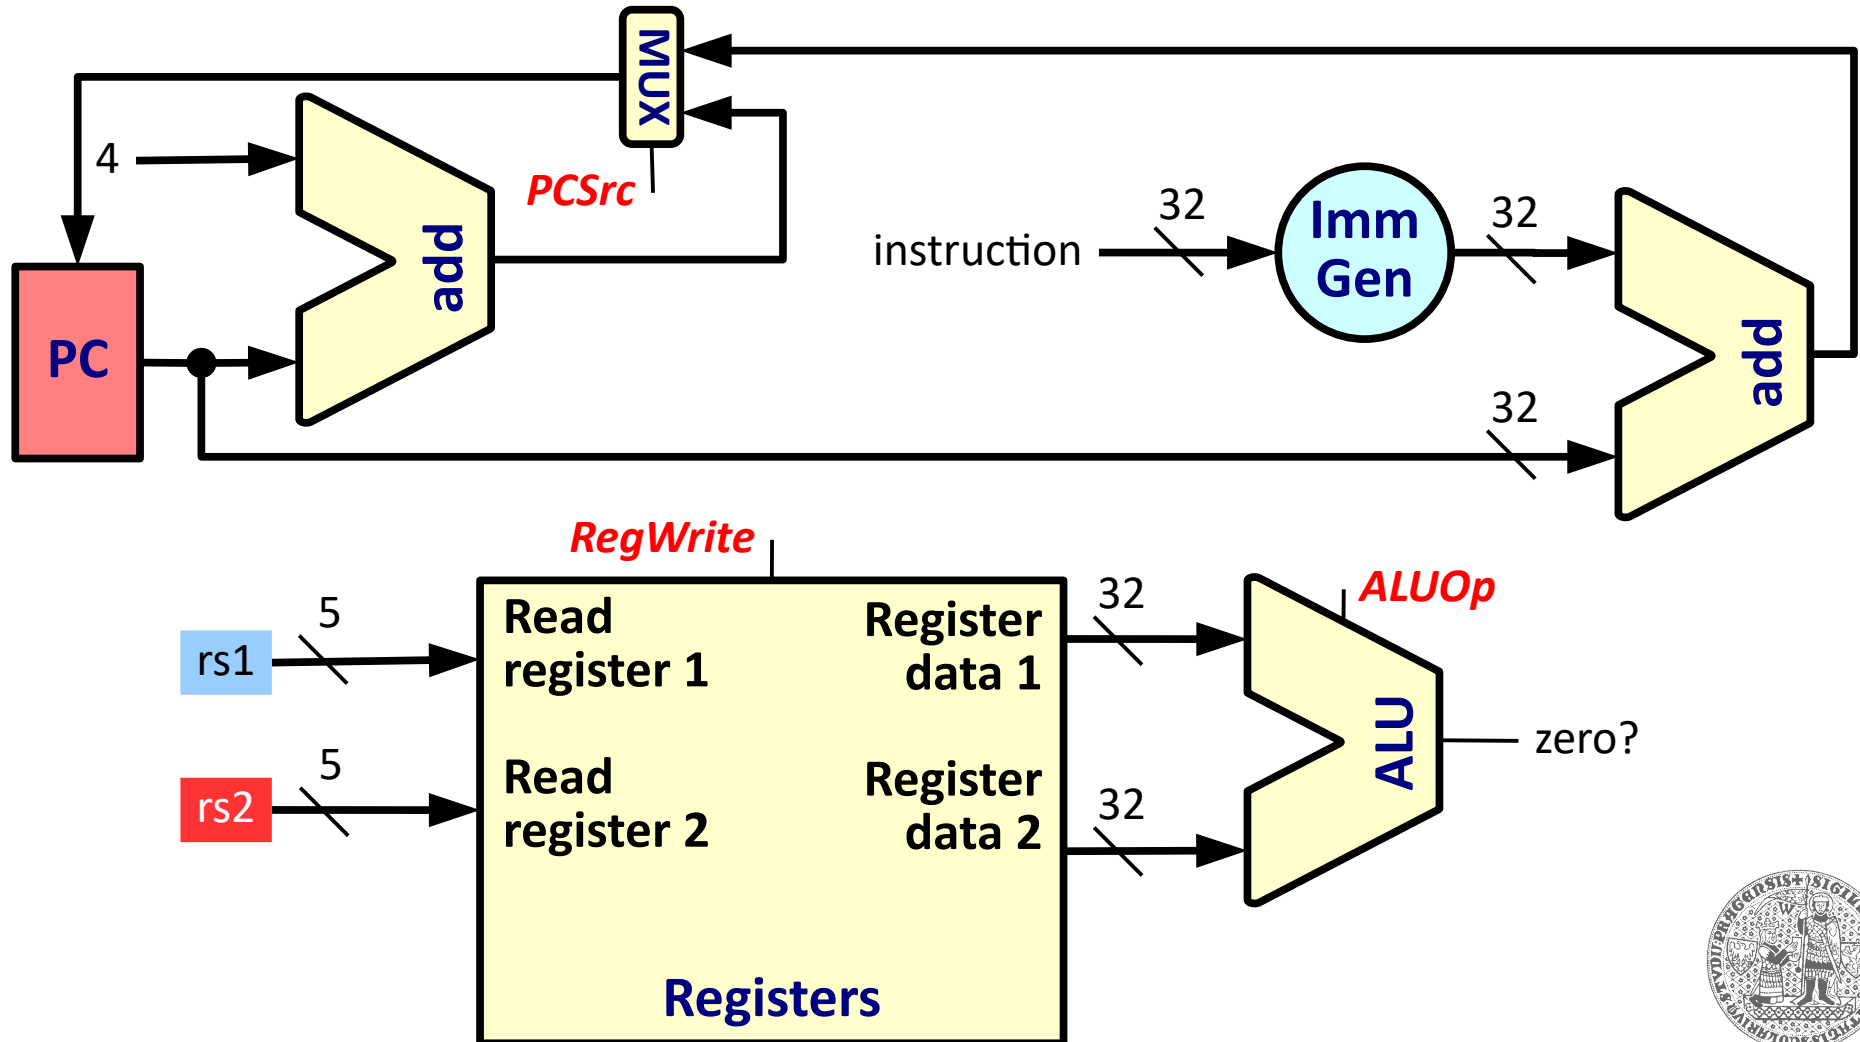 MUX
4
PCSrc
add
32
Imm
Gen
32
instruction
PC
add
32
RegWrite
ALUOp
rs1
5
Read
register 1
Register
data 1
32
rs2
5
Read
register 2
Register
data 2
32
ALU
zero?
Registers